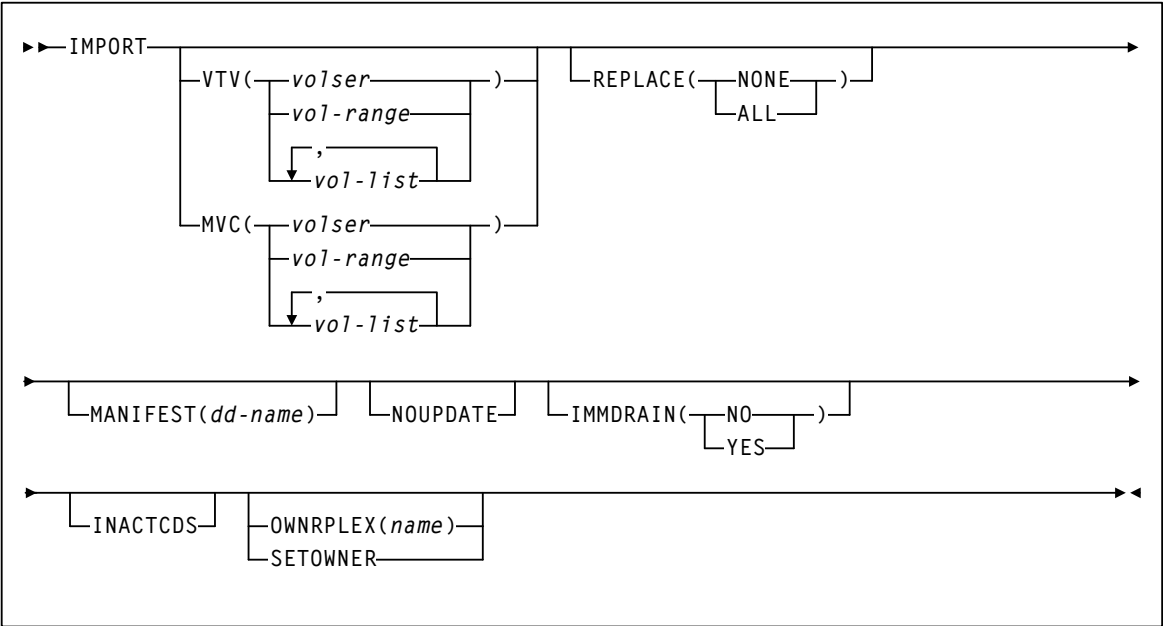 IMPORT
VTV( volser )
vol-range
,
vol-list
MVC( volser )
vol-range
,
vol-list
REPLACE( NONE )
ALL
MANIFEST(dd-name)
NOUPDATE
IMMDRAIN( NO )
YES
INACTCDS
OWNRPLEX(name)
SETOWNER